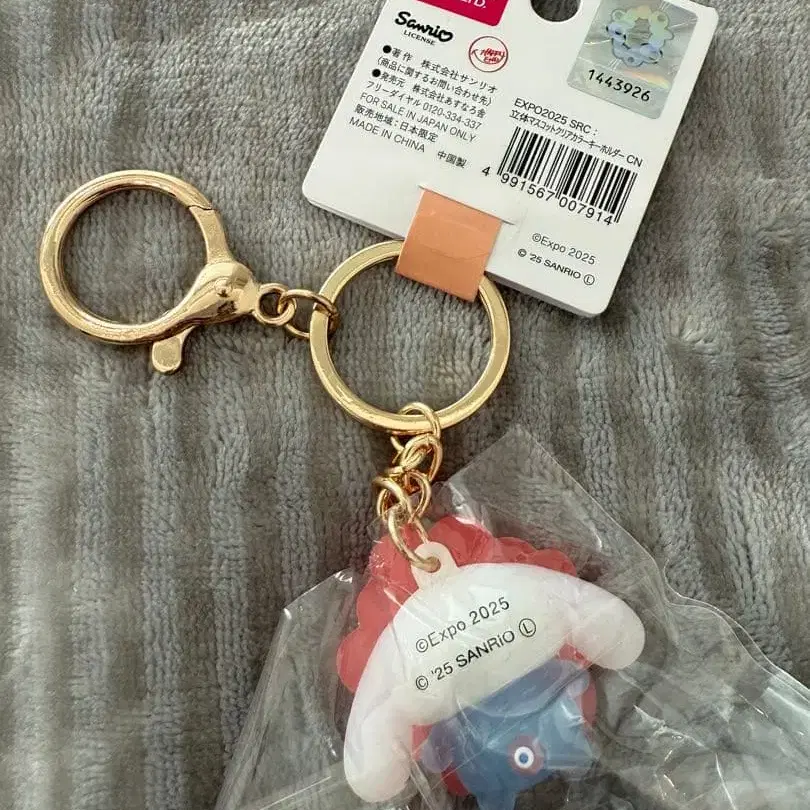 LTD.
Sanrio
LICENSE
HAPPY
●著作 株式会社サンリオ
(商品に関するお問い合わせ先)
●発売元 株式会社あすなろ舎
フリーダイヤル 0120-334-337
FOR SALE IN JAPAN ONLY
販売地域:日本限定
MADE IN CHINA 中国製
1443926
EXPO2025 SRC:
立体マスコットクリアカラーキーホルダー CN
4 991567 007914
©Expo 2025
© '25 SANRIO Ⓛ
©Expo 2025
© '25 SANRIO Ⓛ